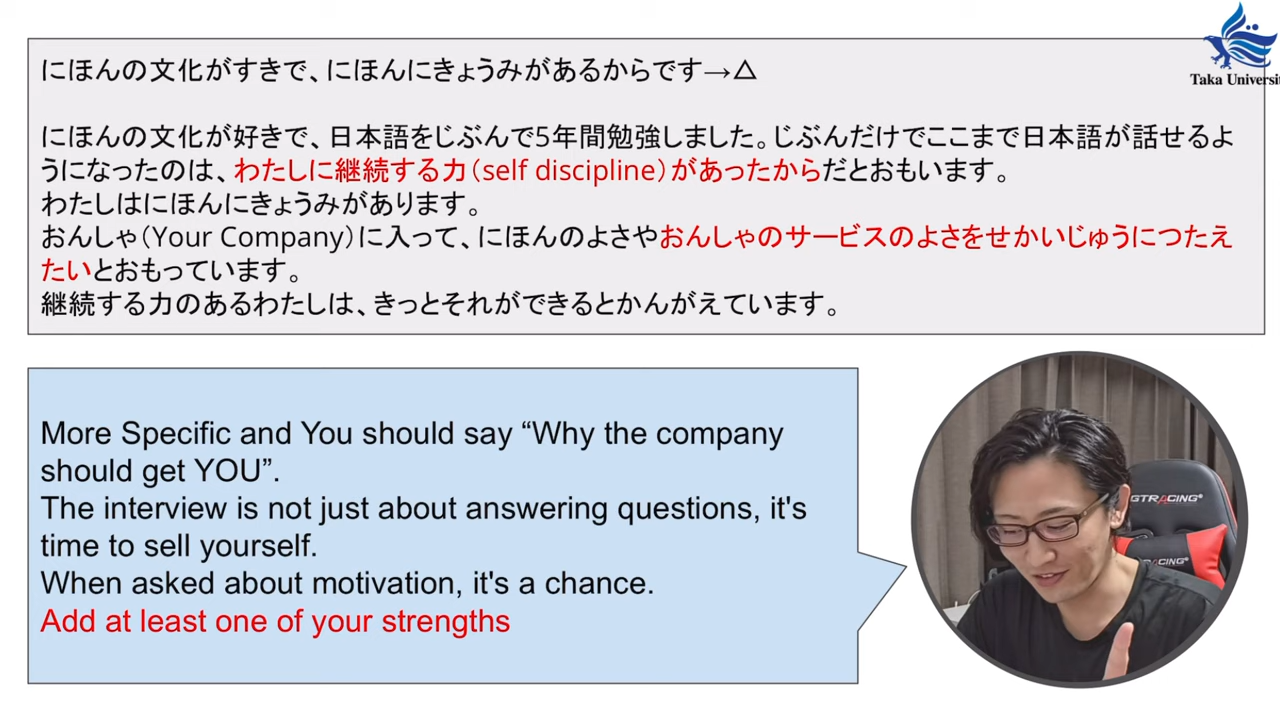 Taka Universit
にほんの文化がすきで、にほんにきょうみがあるからです→△
にほんの文化が好きで、日本語をじぶんで5年間勉強しました。じぶんだけでここまで日本語が話せるよ
うになったのは、わたしに継続する力（self discipline）があったからだとおもいます。
わたしはにほんにきょうみがあります。
おんしゃ（Your Company）に入って、にほんのよさやおんしゃのサービスのよさをせかいじゅうにつたえ
たいとおもっています。
継続する力のあるわたしは、きっとそれができるとかんがえています。
More Specific and You should say “Why the company
should get YOU”.
The interview is not just about answering questions, it's
time to sell yourself.
When asked about motivation, it's a chance.
Add at least one of your strengths
GTRACING
ACING